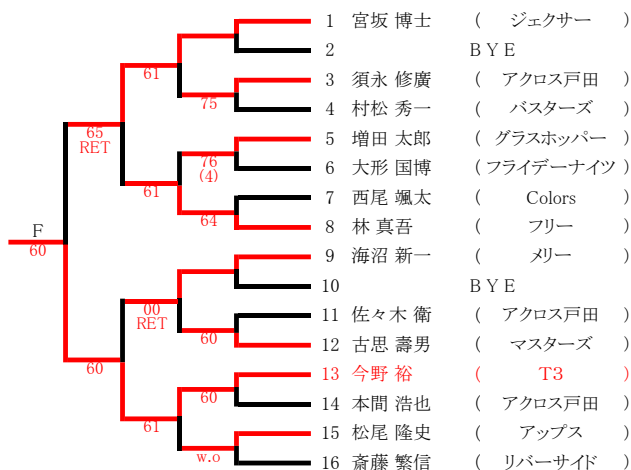 1 宮坂 博士 ( ジェクサー )
2 BYE
61
3 須永 修廣 ( アクロス戸田 )
75
4 村松 秀一 ( バスターズ )
65
RET
5 増田 太郎 ( グラスホッパー )
76
(4)
6 大形 国博 ( フライデーナイツ )
61
7 西尾 颯太 ( Colors )
64
8 林 真吾 ( フリー )
F
60
9 海沼 新一 ( メリー )
10 BYE
00
RET
11 佐々木 衛 ( アクロス戸田 )
60
12 古思 壽男 ( マスターズ )
60
13 今野 裕 ( T3 )
60
14 本間 浩也 ( アクロス戸田 )
61
15 松尾 隆史 ( アップス )
w.o
16 斎藤 繁信 ( リバーサイド )